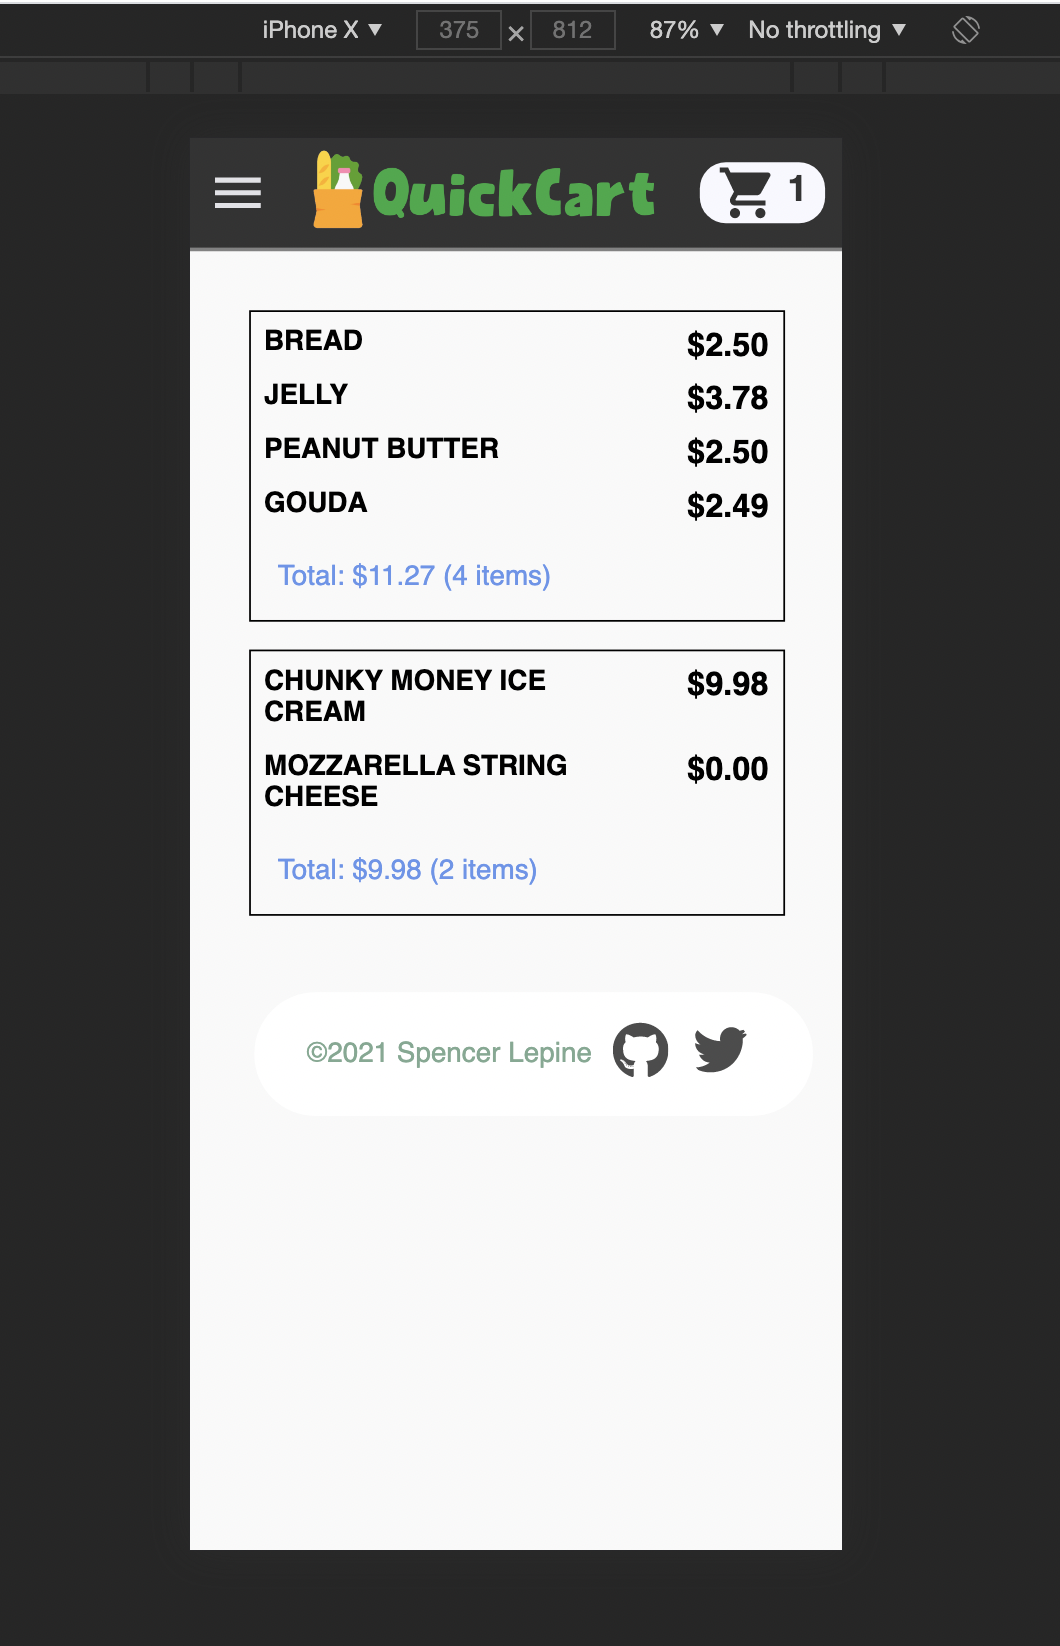 iPhone X 375 × 812 87% No throttling
QuickCart 1
BREAD $2.50
JELLY $3.78
PEANUT BUTTER $2.50
GOUDA $2.49
Total: $11.27 (4 items)
CHUNKY MONEY ICE $9.98
CREAM
MOZZARELLA STRING $0.00
CHEESE
Total: $9.98 (2 items)
©2021 Spencer Lepine